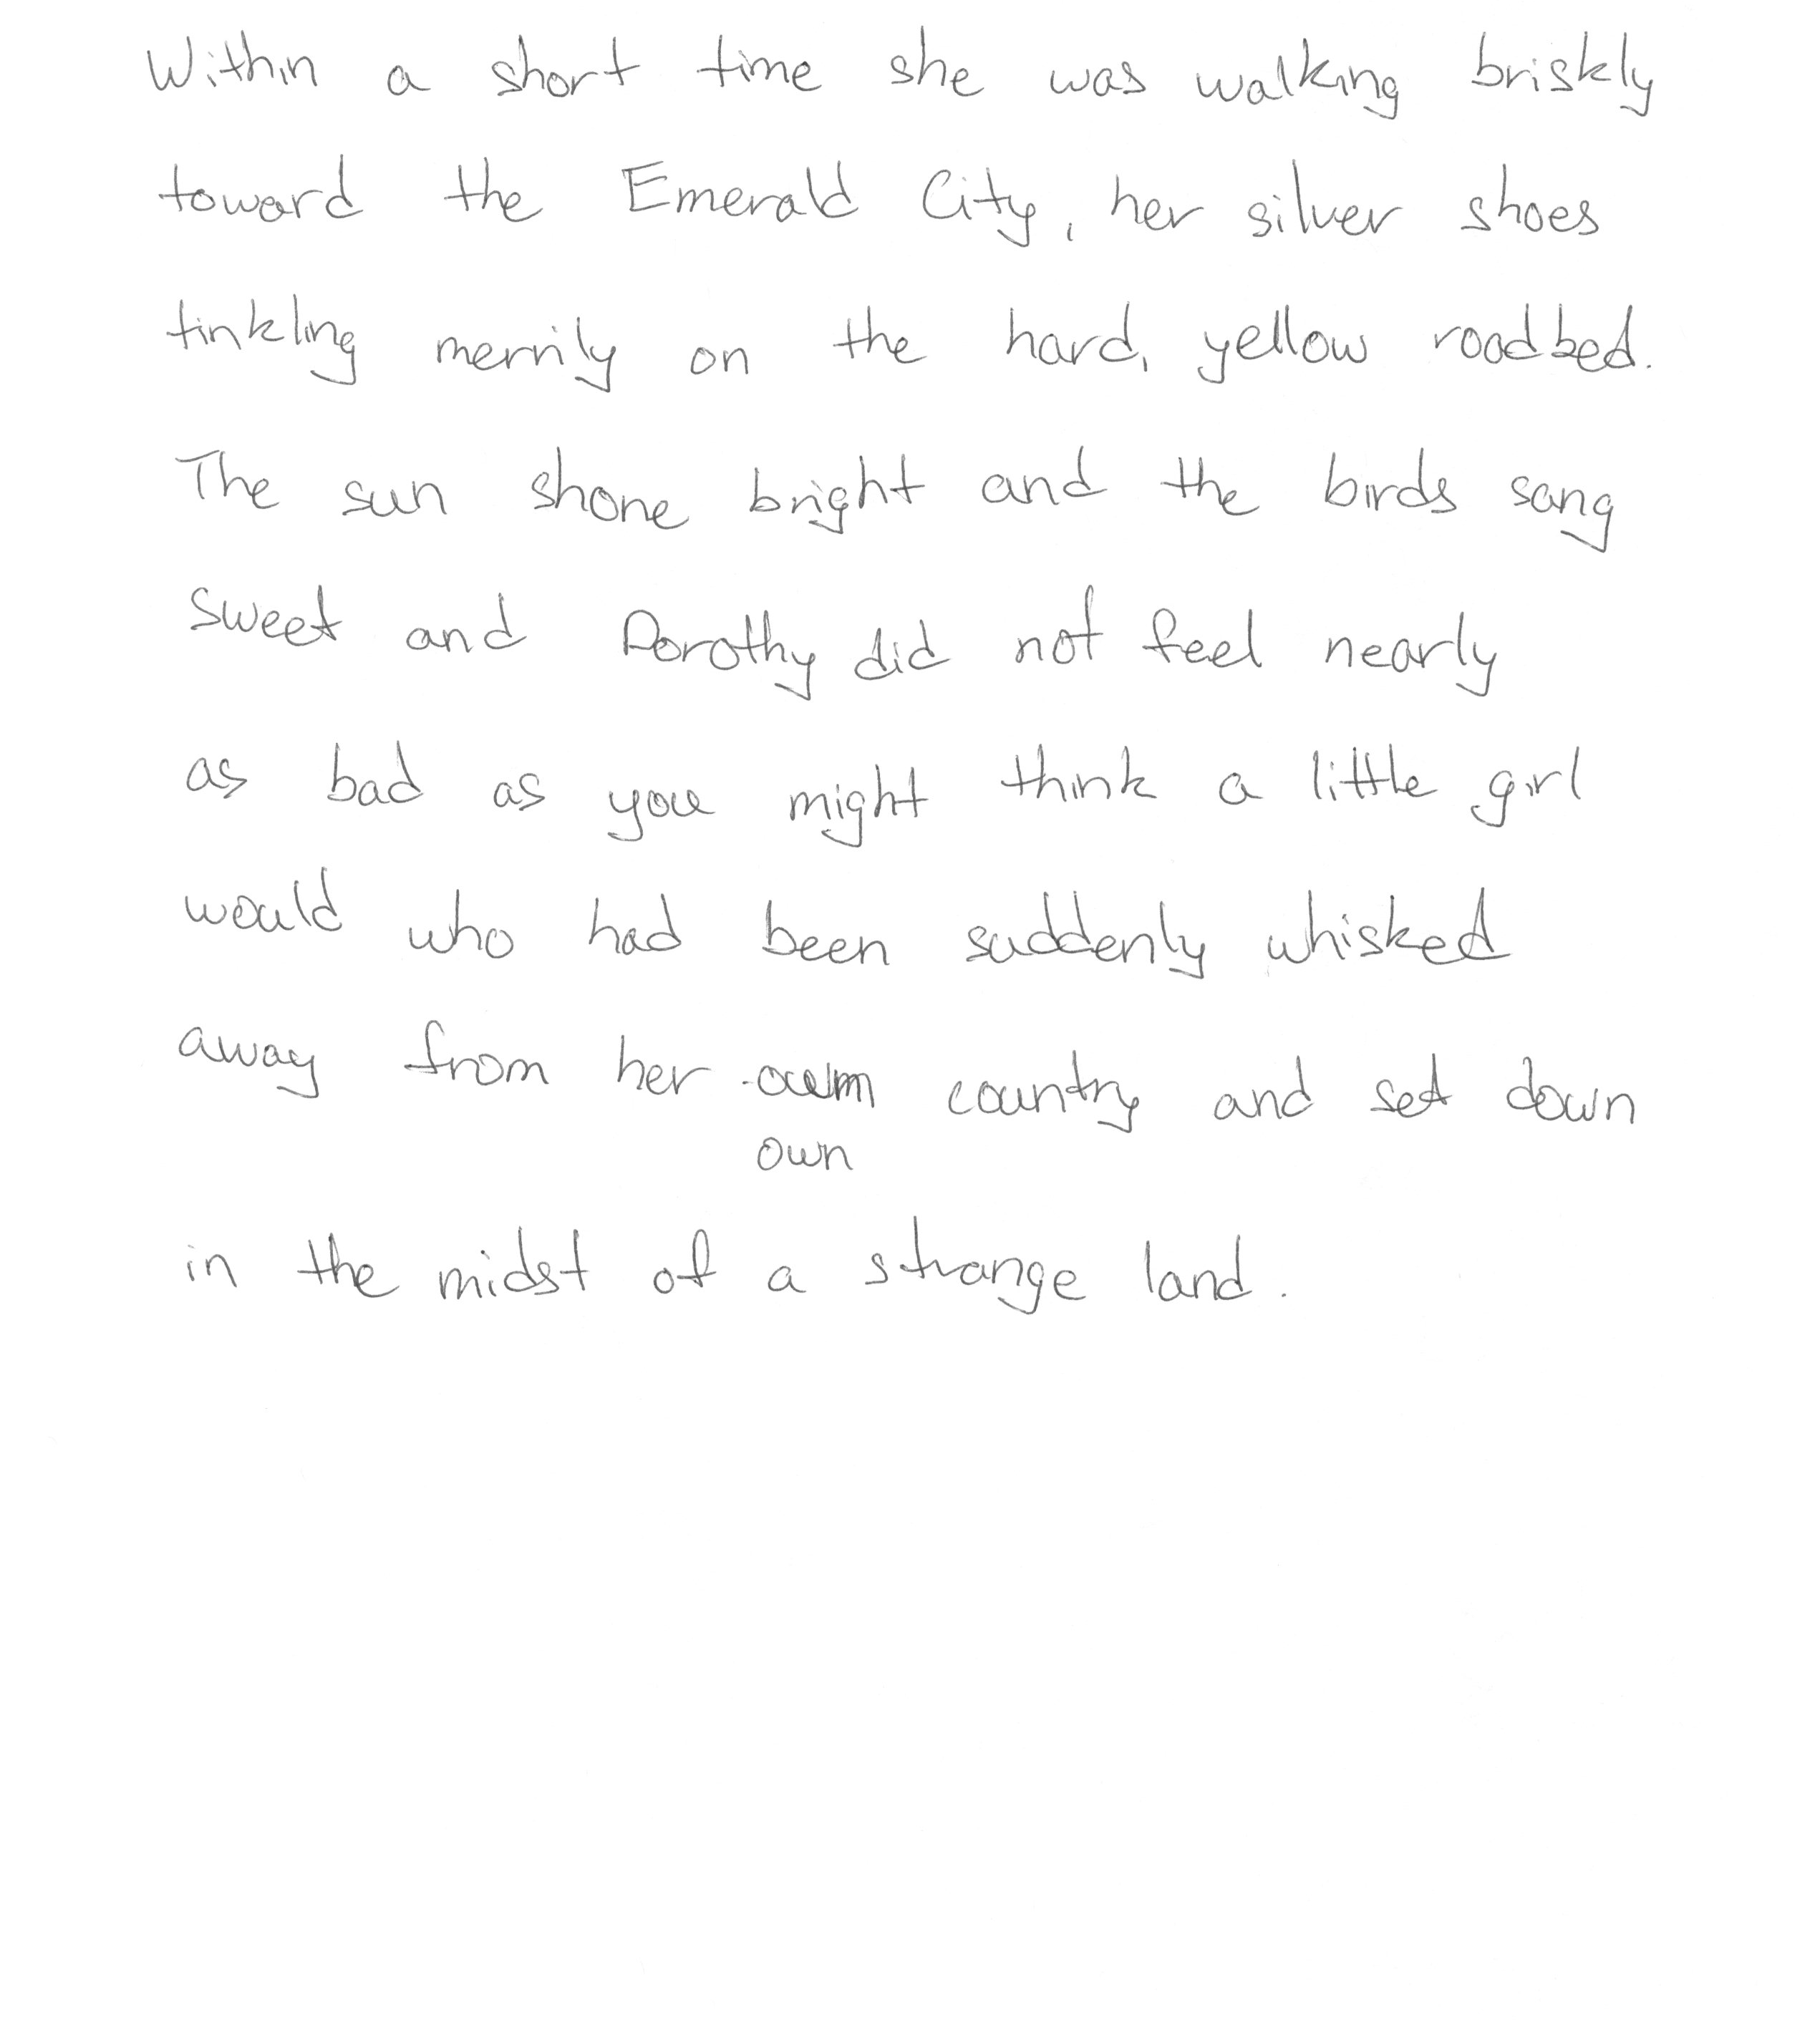 Within a short time she was walking briskly
toward the Emerald City, her silver shoes
tinkling merrily on the hard, yellow roadbed.
The sun shone bright and the birds sang
sweet and Dorothy did not feel nearly
as bad as you might think a little girl
would who had been suddenly whisked
away from her own country and set down
own
in the midst of a strange land.